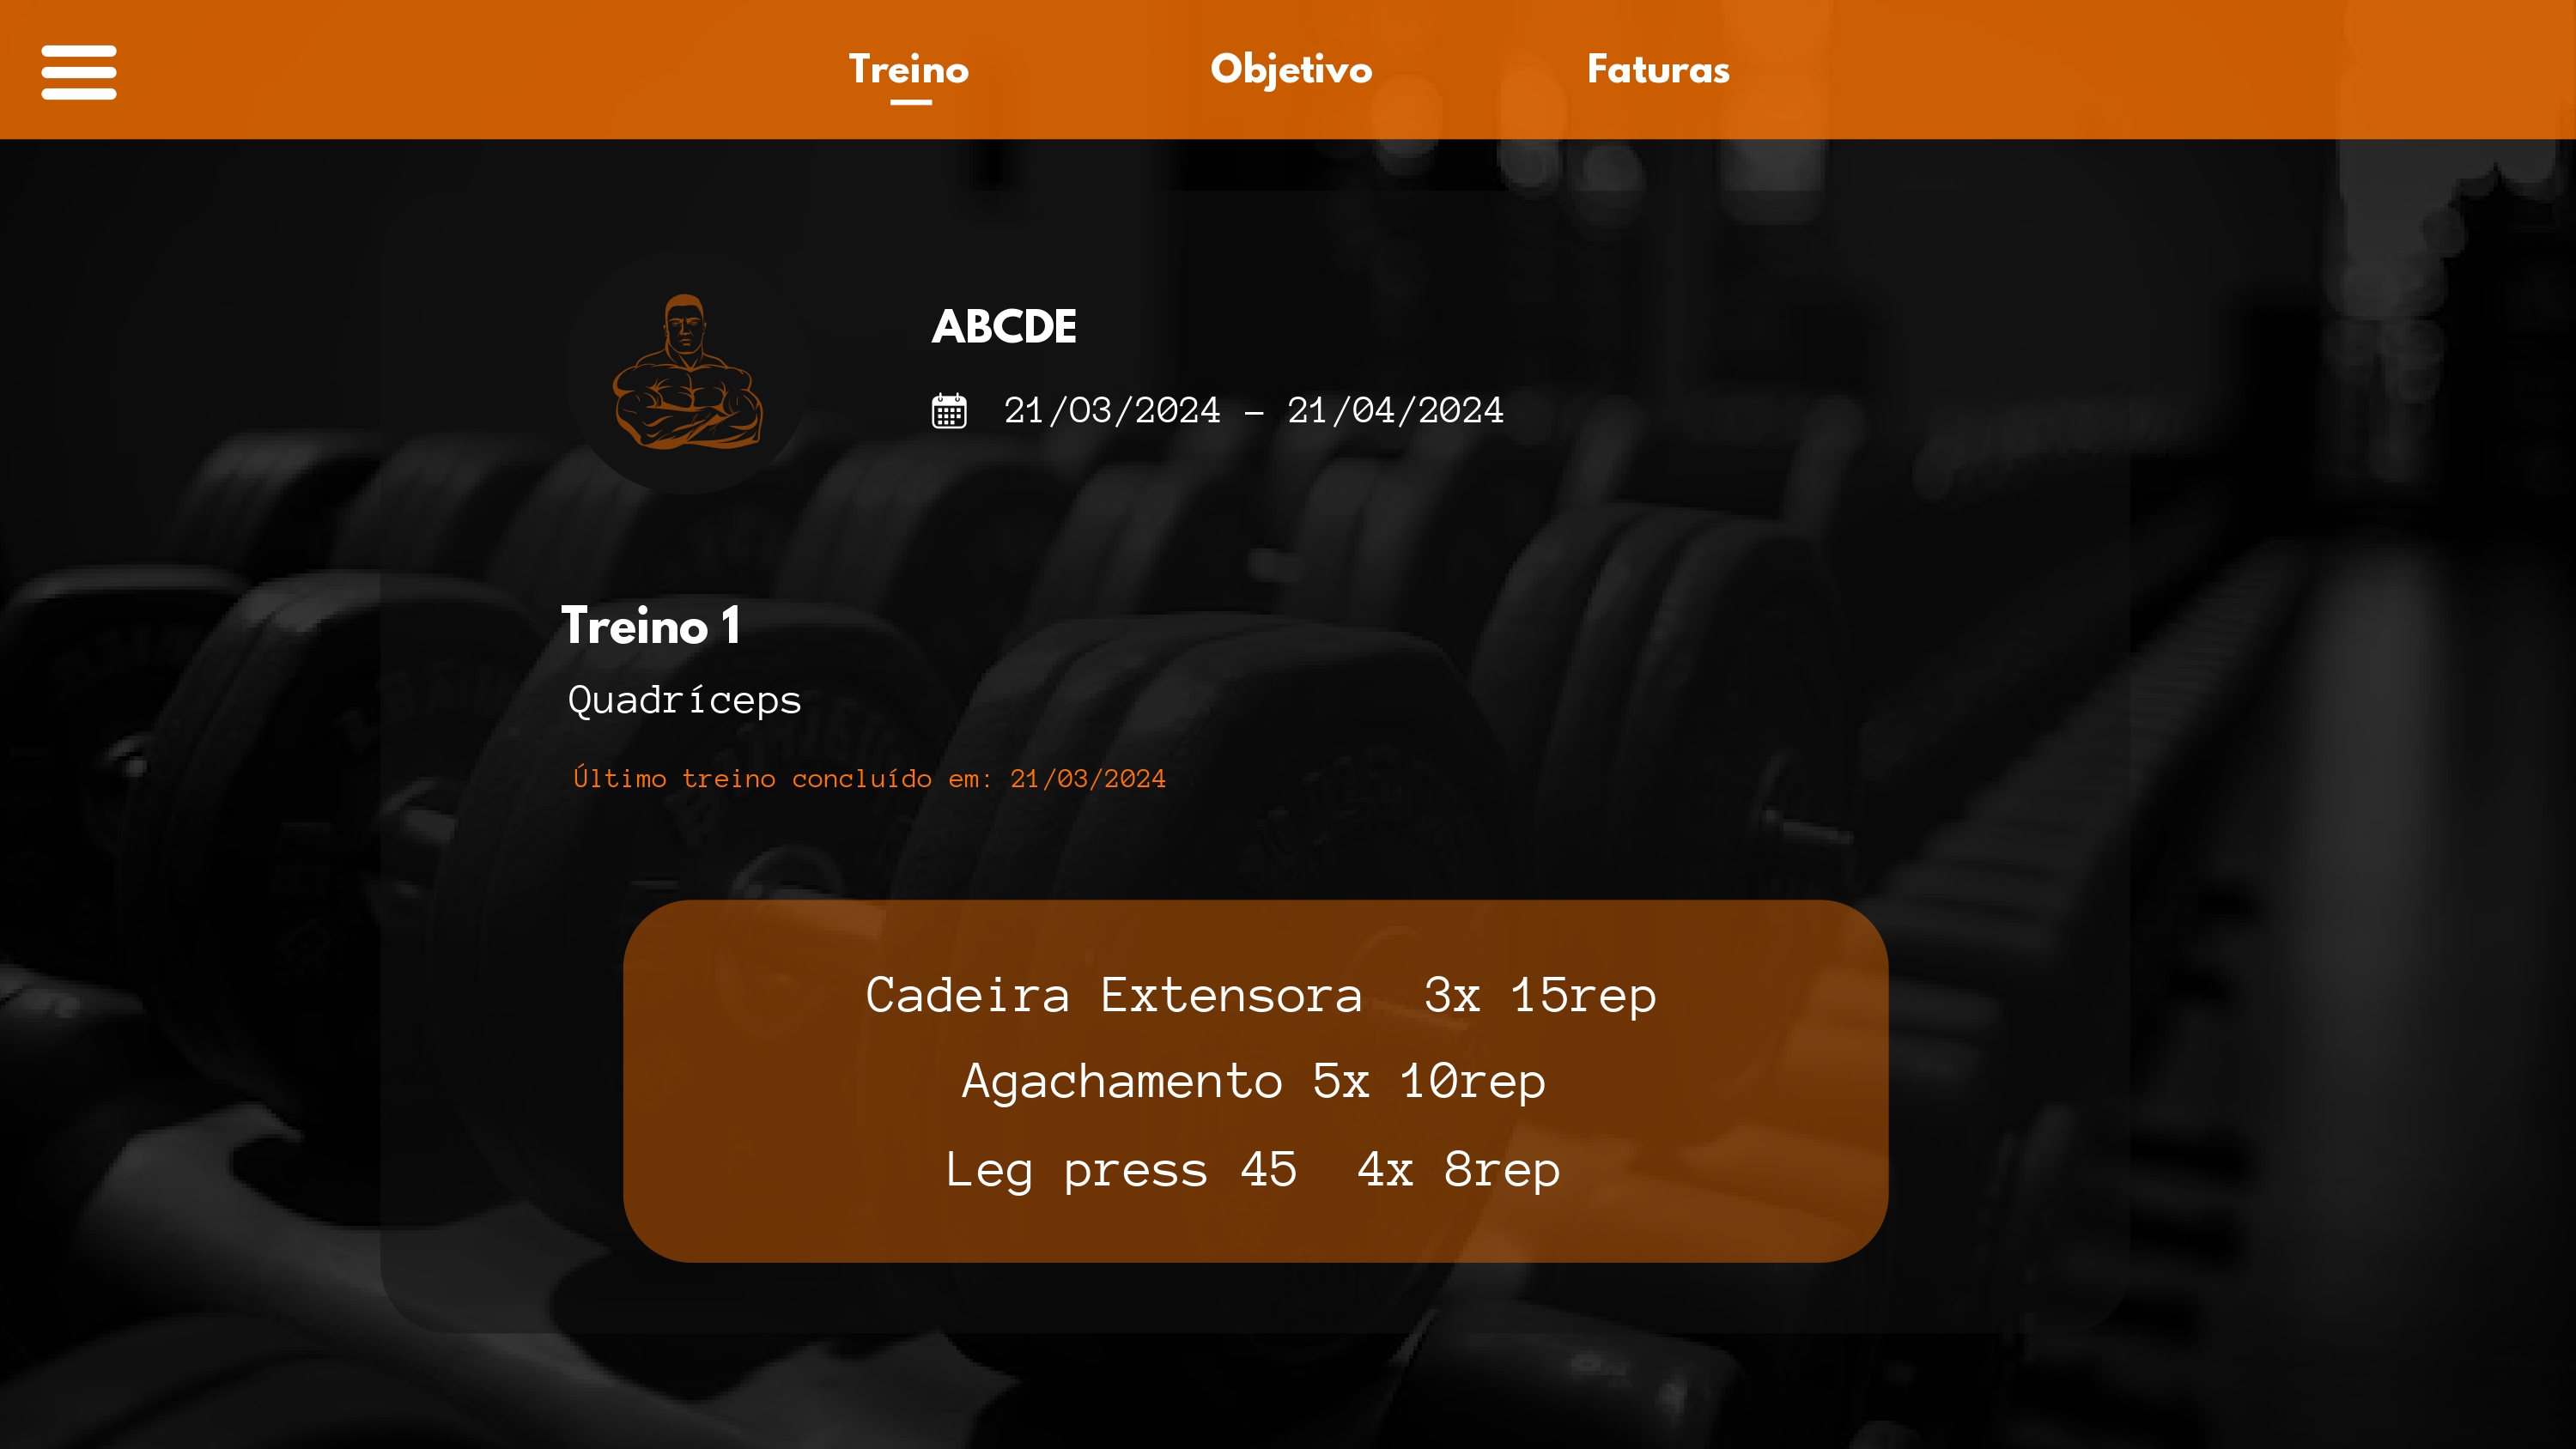 Treino Objetivo Faturas
ABCDE
21/03/2024 - 21/04/2024
Treino 1
Quadríceps
Último treino concluído em: 21/03/2024
Cadeira Extensora 3x 15rep
Agachamento 5x 10rep
Leg press 45 4x 8rep